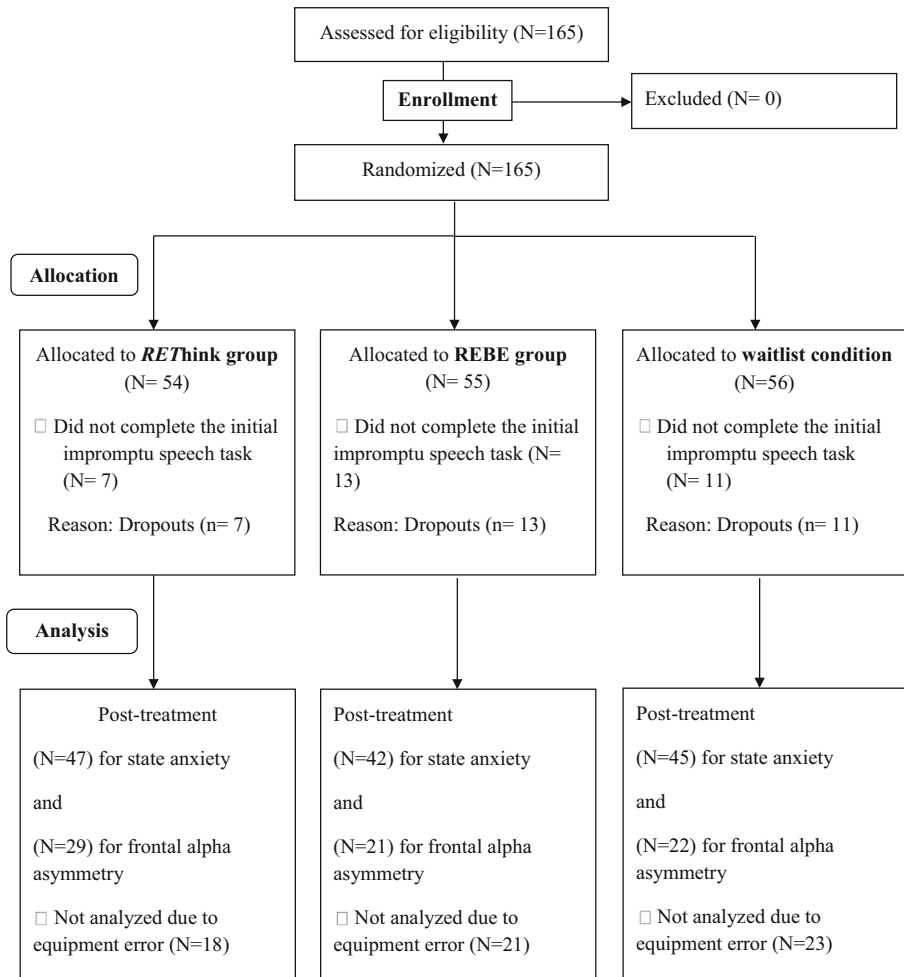 Assessed for eligibility (N=165)
Enrollment
Excluded (N= 0)
Randomized (N=165)
Allocation
Allocated to REThink group
(N= 54)
□ Did not complete the initial
impromptu speech task
(N= 7)
Reason: Dropouts (n= 7)
Allocated to REBE group
(N= 55)
□ Did not complete the initial
impromptu speech task (N=
13)
Reason: Dropouts (n= 13)
Allocated to waitlist condition
(N=56)
□ Did not complete the initial
impromptu speech task
(N= 11)
Reason: Dropouts (n= 11)
Analysis
Post-treatment
(N=47) for state anxiety
and
(N=29) for frontal alpha
asymmetry
□ Not analyzed due to
equipment error (N=18)
Post-treatment
(N=42) for state anxiety
and
(N=21) for frontal alpha
asymmetry
□ Not analyzed due to
equipment error (N=21)
Post-treatment
(N=45) for state anxiety
and
(N=22) for frontal alpha
asymmetry
□ Not analyzed due to
equipment error (N=23)